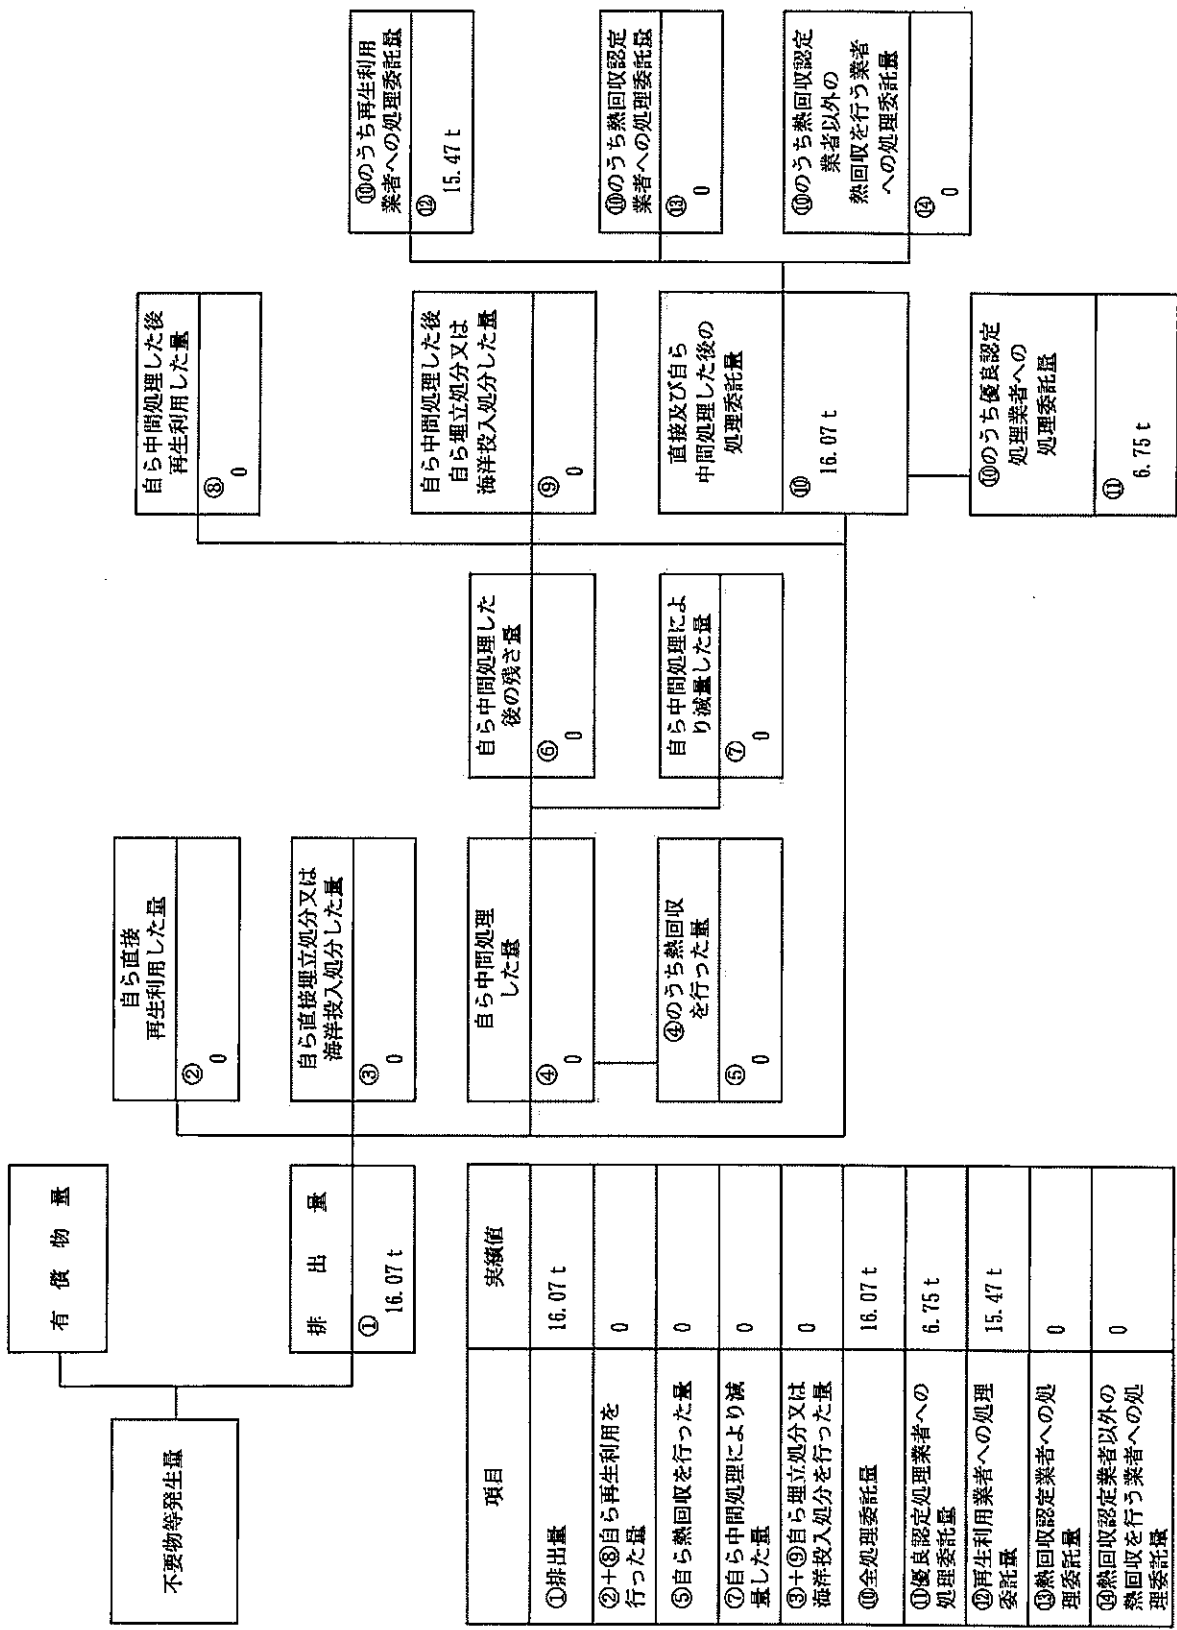 不要物等発生量
有償物量
排出量
①
16.07 t
自ら直接
再生利用した量
②
0
自ら直接埋立処分又は
海洋投入処分した量
③
0
自ら中間処理
した量
④
0
④のうち熱回収
を行った量
⑤
0
自ら中間処理した
後の残さ量
⑥
0
自ら中間処理によ
り減量した量
⑦
0
自ら中間処理した後
再生利用した量
⑧
0
自ら中間処理した後
自ら埋立処分又は
海洋投入処分した量
⑨
0
直接及び自ら
中間処理した後の
処理委託量
⑩
16.07 t
⑩のうち優良認定
処理業者への
処理委託量
⑪
6.75 t
⑩のうち再生利用
業者への処理委託量
⑫
15.47 t
⑩のうち熱回収認定
業者への処理委託量
⑬
0
⑩のうち熱回収認定
業者以外の
熱回収を行う業者
への処理委託量
⑭
0
項目
実績値
①排出量
16.07 t
②+⑧自ら再生利用を
行った量
0
⑤自ら熱回収を行った量
0
⑦自ら中間処理により減
量した量
0
③+⑨自ら埋立処分又は
海洋投入処分を行った量
0
⑩全処理委託量
16.07 t
⑪優良認定処理業者への
処理委託量
6.75 t
⑫再生利用業者への処理
委託量
15.47 t
⑬熱回収認定業者への処
理委託量
0
⑭熱回収認定業者以外の
熱回収を行う業者への処
理委託量
0